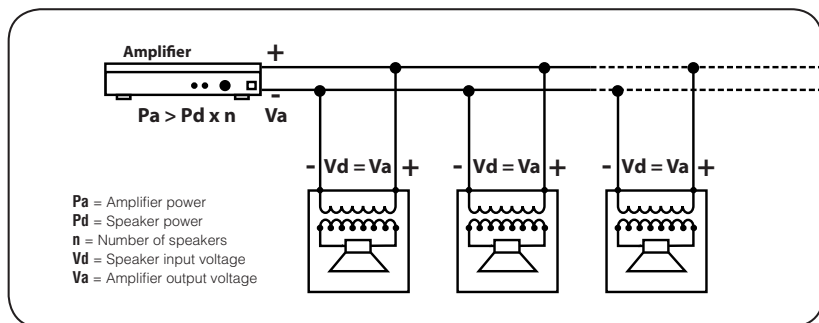 Amplifier
+
-
Pa > Pd x n
Va
- Vd = Va +
- Vd = Va +
- Vd = Va +
Pa = Amplifier power
Pd = Speaker power
n = Number of speakers
Vd = Speaker input voltage
Va = Amplifier output voltage